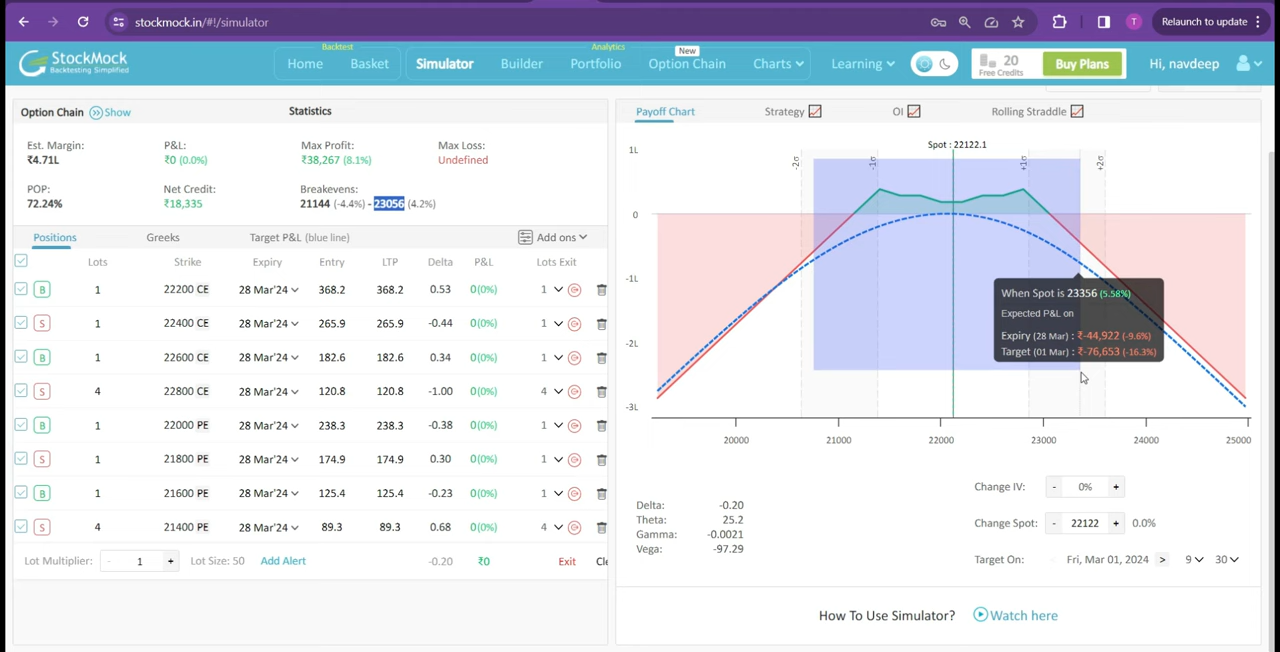 stockmock.in/#!/simulator
T
Relaunch to update
StockMock
Backtesting Simplified
Backtest
Home
Basket
Simulator
Builder
Analytics
Portfolio
New
Option Chain
Charts
Learning
20
Free Credits
Buy Plans
Hi, navdeep
Option Chain Show
Statistics
Est. Margin:
₹4.71L
P&L:
₹0 (0.0%)
Max Profit:
₹38,267 (8.1%)
Max Loss:
Undefined
POP:
72.24%
Net Credit:
₹18,335
Breakevens:
21144 (-4.4%) - 23056 (4.2%)
Positions Greeks Target P&L (blue line) Add ons
Lots Strike Expiry Entry LTP Delta P&L Lots Exit
B 1 22200 CE 28 Mar'24 368.2 368.2 0.53 0(0%) 1
S 1 22400 CE 28 Mar'24 265.9 265.9 -0.44 0(0%) 1
B 1 22600 CE 28 Mar'24 182.6 182.6 0.34 0(0%) 1
S 4 22800 CE 28 Mar'24 120.8 120.8 -1.00 0(0%) 4
B 1 22000 PE 28 Mar'24 238.3 238.3 -0.38 0(0%) 1
S 1 21800 PE 28 Mar'24 174.9 174.9 0.30 0(0%) 1
B 1 21600 PE 28 Mar'24 125.4 125.4 -0.23 0(0%) 1
S 4 21400 PE 28 Mar'24 89.3 89.3 0.68 0(0%) 4
Lot Multiplier: - 1 + Lot Size: 50 Add Alert -0.20 ₹0 Exit Cle
Payoff Chart Strategy OI Rolling Straddle
Spot : 22122.1
1L
0
-1L
-2L
-3L
-2σ
-1σ
+1σ
+2σ
When Spot is 23356 (5.58%)
Expected P&L on
Expiry (28 Mar) : ₹-44,922 (-9.6%)
Target (01 Mar) : ₹-76,653 (-16.3%)
20000 21000 22000 23000 24000 25000
Delta: -0.20
Theta: 25.2
Gamma: -0.0021
Vega: -97.29
Change IV: - 0% +
Change Spot: - 22122 + 0.0%
Target On: Fri, Mar 01, 2024 > 9 30
How To Use Simulator? Watch here